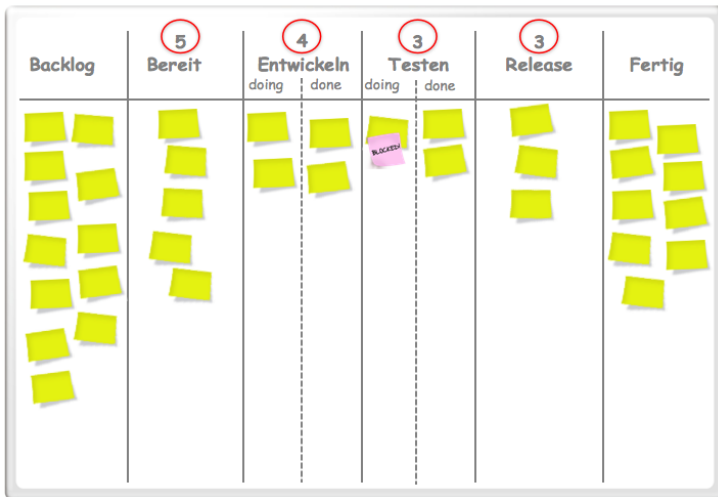 5 4 3 3
Backlog Bereit Entwickeln Testen Release Fertig
doing done doing done
BLOCKED!